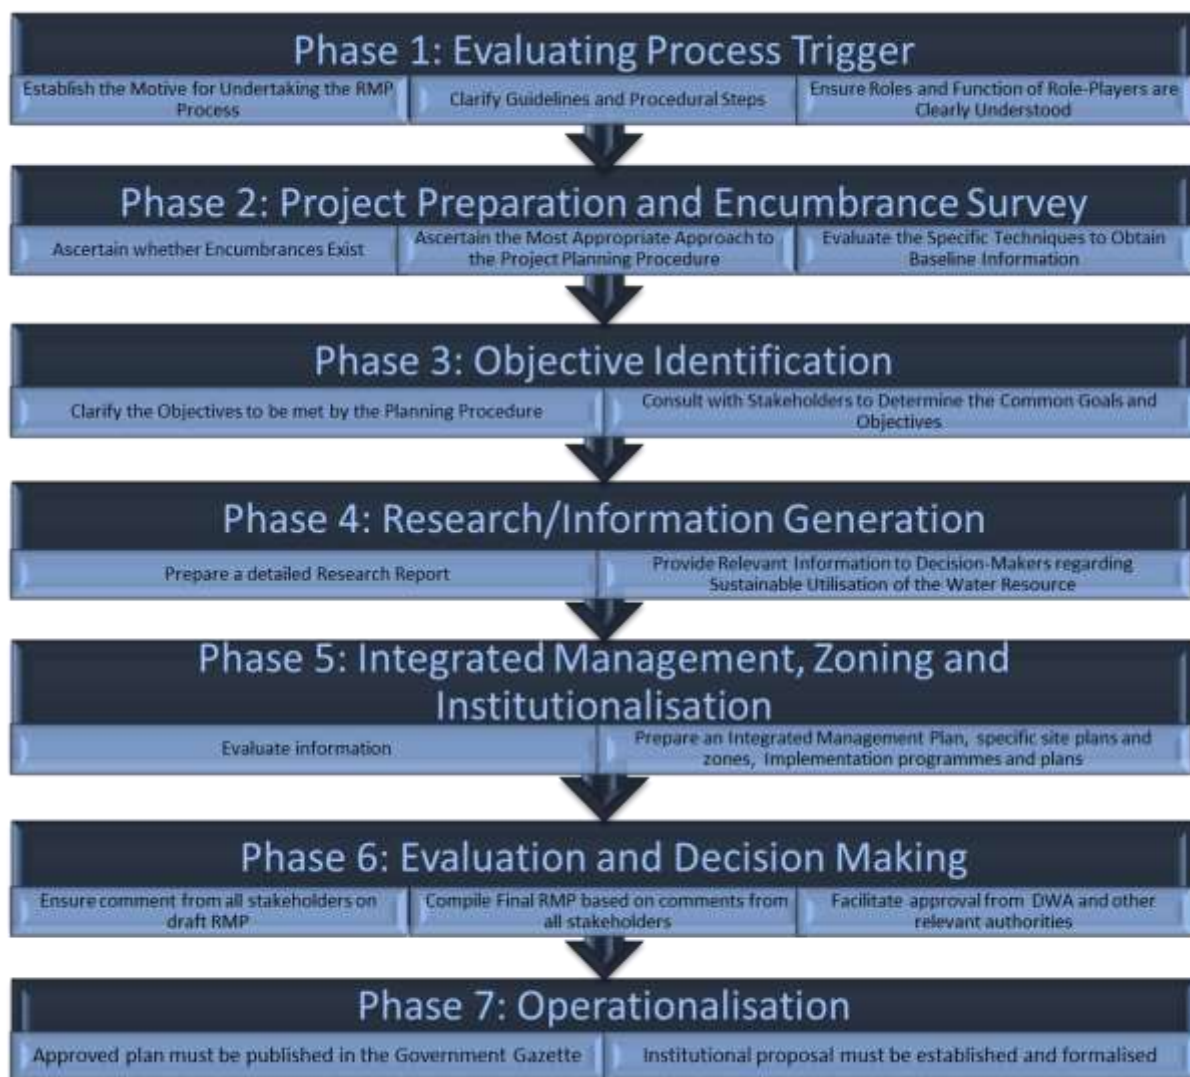 Phase 1: Evaluating Process Trigger
Establish the Motive for Undertaking the RMP
Process
Clarify Guidelines and Procedural Steps
Ensure Roles and Function of Role-Players are
Clearly Understood
Phase 2: Project Preparation and Encumbrance Survey
Ascertain whether Encumbrances Exist
Ascertain the Most Appropriate Approach to
the Project Planning Procedure
Evaluate the Specific Techniques to Obtain
Baseline Information
Phase 3: Objective Identification
Clarify the Objectives to be met by the Planning Procedure
Consult with Stakeholders to Determine the Common Goals and
Objectives
Phase 4: Research/Information Generation
Prepare a detailed Research Report
Provide Relevant Information to Decision-Makers regarding
Sustainable Utilisation of the Water Resource
Phase 5: Integrated Management, Zoning and
Institutionalisation
Evaluate information
Prepare an Integrated Management Plan, specific site plans and
zones, Implementation programmes and plans
Phase 6: Evaluation and Decision Making
Ensure comment from all stakeholders on
draft RMP
Compile Final RMP based on comments from
all stakeholders
Facilitate approval from DWA and other
relevant authorities
Phase 7: Operationalisation
Approved plan must be published in the Government Gazette
Institutional proposal must be established and formalised